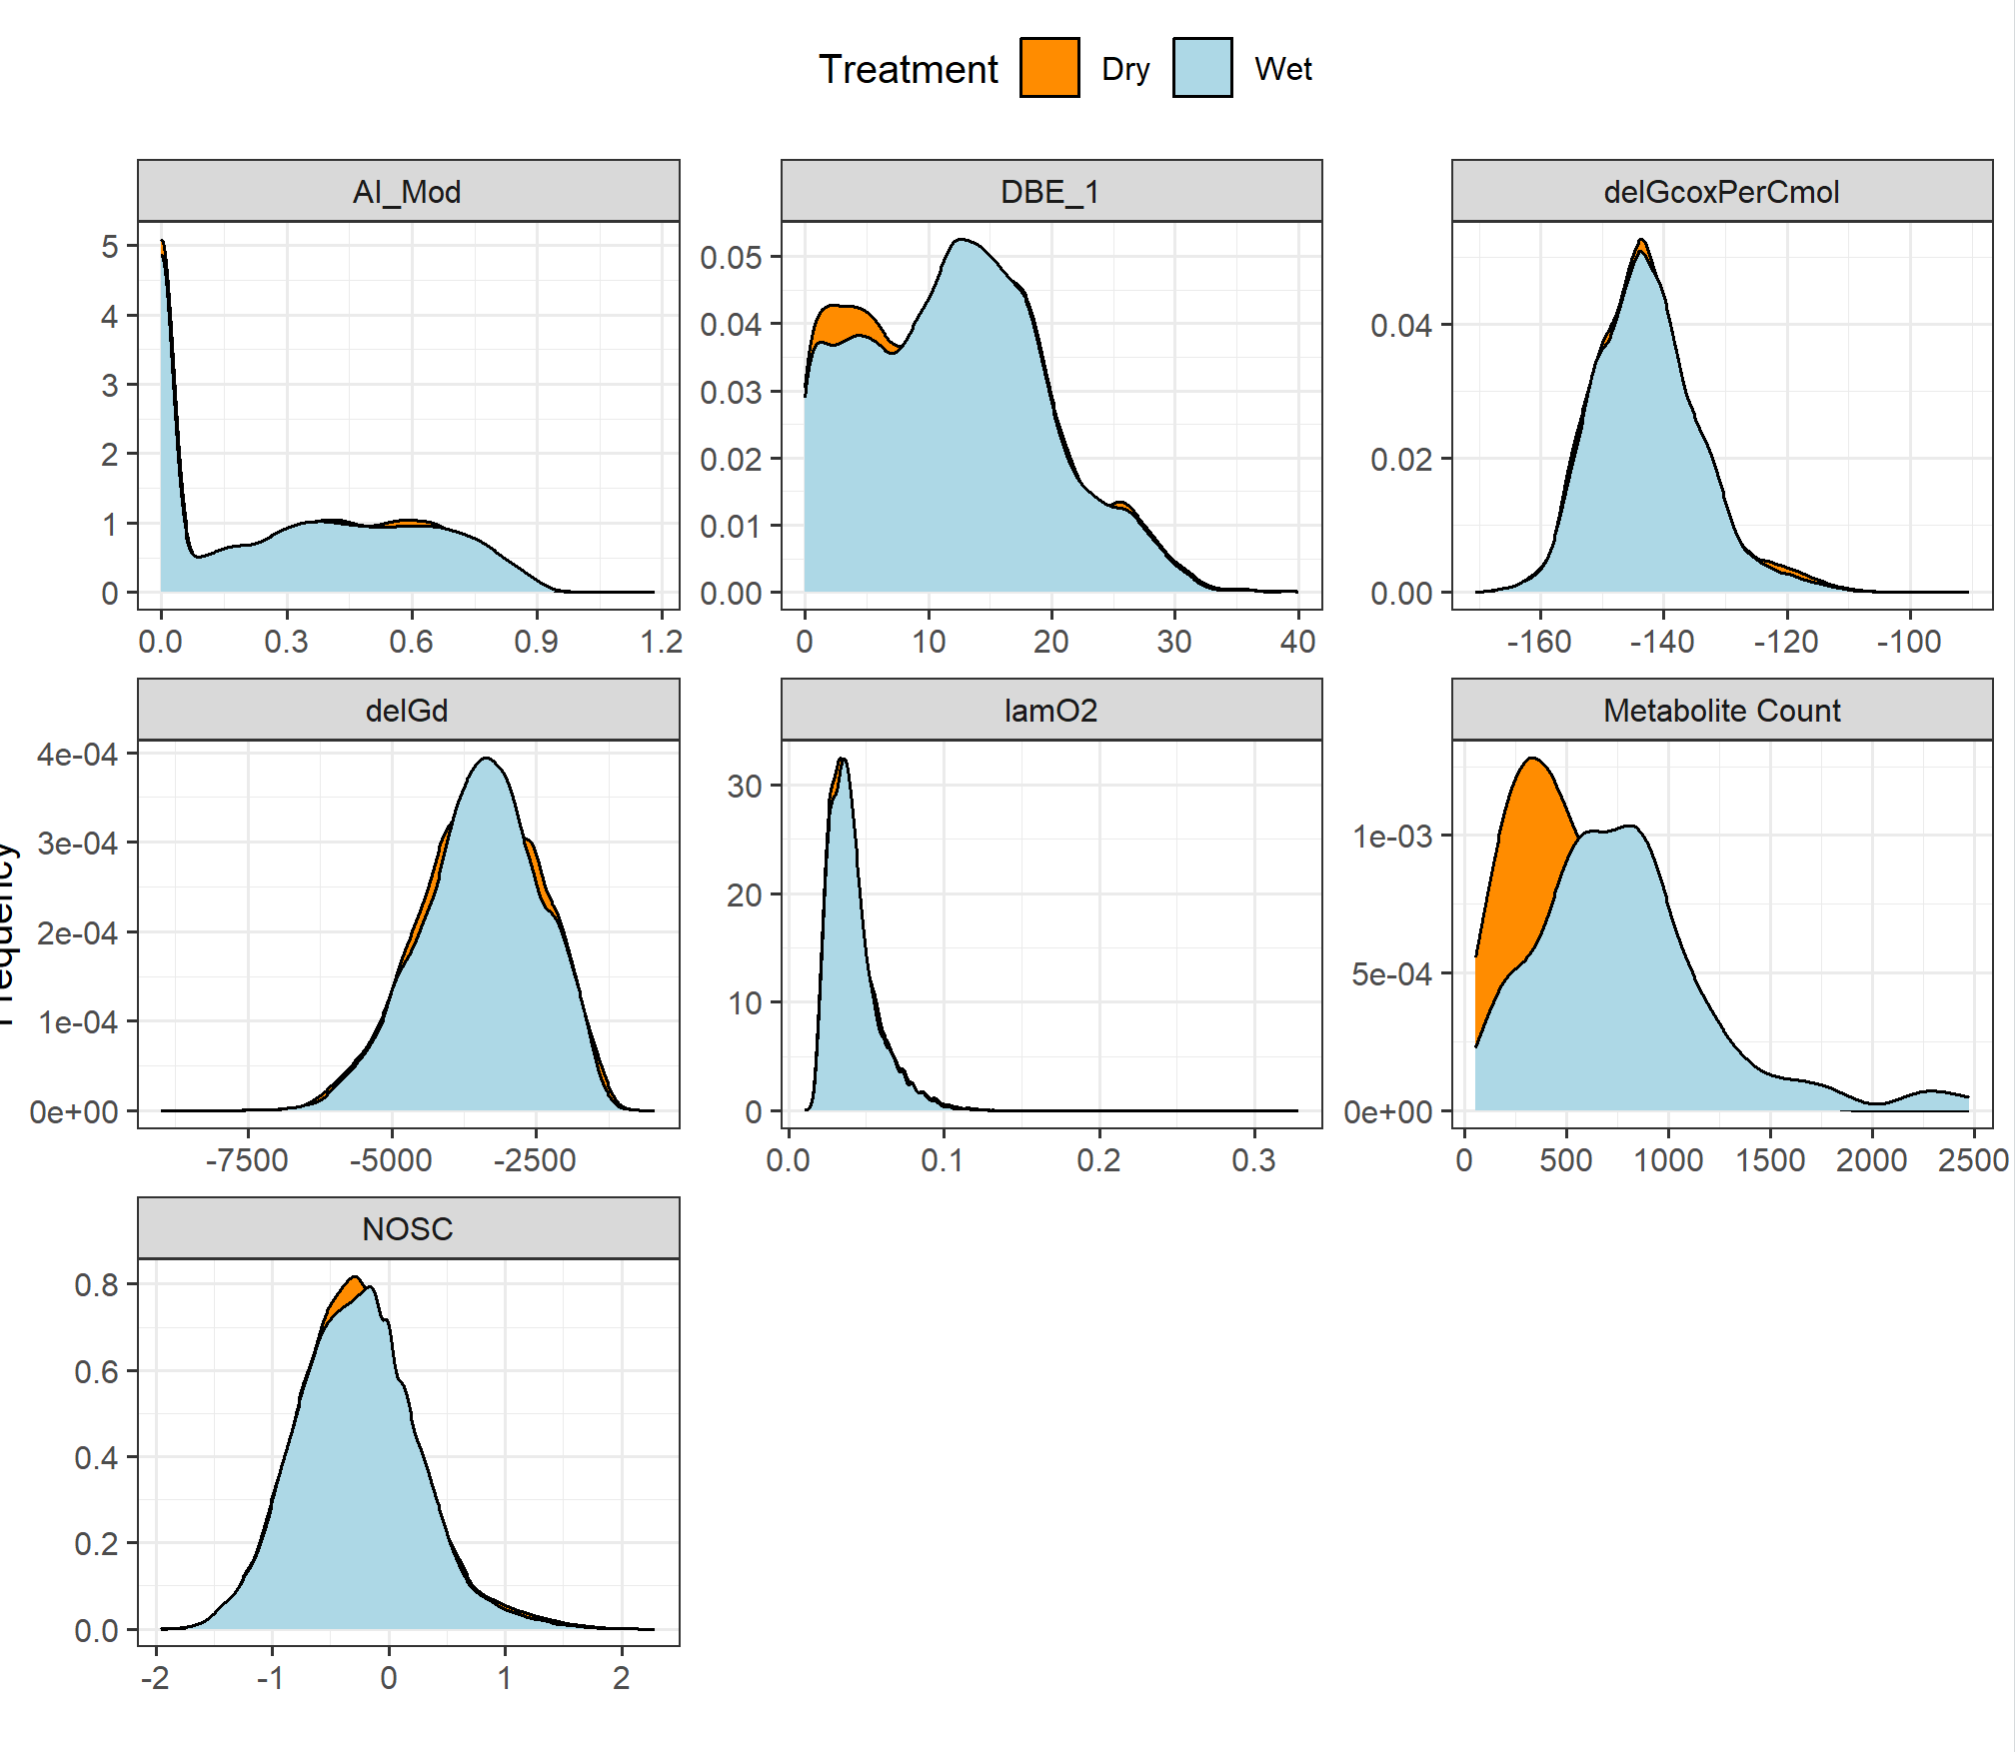 Treatment Dry Wet
AI_Mod DBE_1 delGcoxPerCmol
5 4 3 2 1 0
0.05 0.04 0.03 0.02 0.01 0.00
0.04 0.02 0.00
0.0 0.3 0.6 0.9 1.2
0 10 20 30 40
-160 -140 -120 -100
delGd lamO2 Metabolite Count
4e-04 3e-04 2e-04 1e-04 0e+00
30 20 10 0
1e-03 5e-04 0e+00
-7500 -5000 -2500
0.0 0.1 0.2 0.3
0 500 1000 1500 2000 2500
NOSC
0.8 0.6 0.4 0.2 0.0
-2 -1 0 1 2